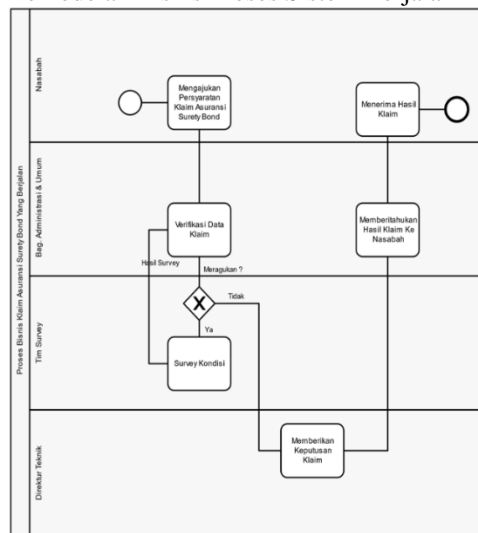 Proses Bisnis Klaim Asuransi Surety Bond Yang Berjalan
Nasabah
Mengajukan
Persyaratan
Klaim Asuransi
Surety Bond
Menerima Hasil
Klaim
Bag. Administrasi & Umum
Verifikasi Data
Klaim
Memberitahukan
Hasil Klaim Ke
Nasabah
Hasil Survey
Meragukan ?
Tim Survey
X
Tidak
Ya
Survey Kondisi
Direktur Teknik
Memberikan
Keputusan
Klaim